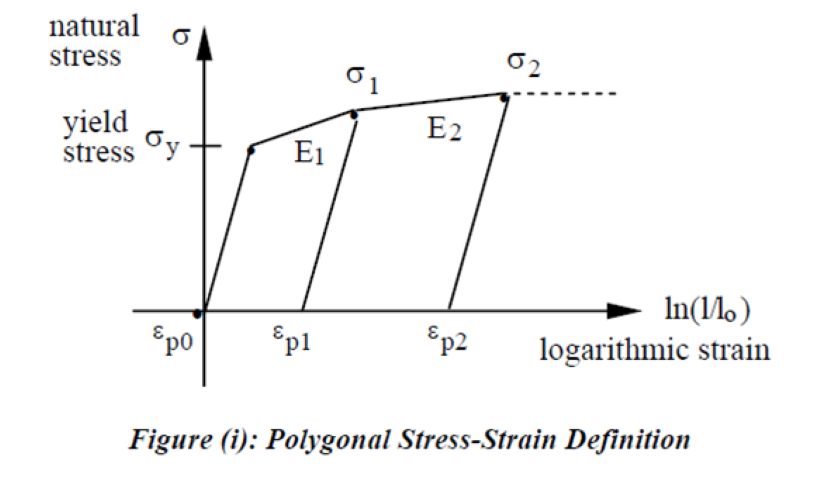 natural
stress
σ
σ1
σ2
yield
stress
σy
E1
E2
εp0
εp1
εp2
ln(l/lo)
logarithmic strain
Figure (i): Polygonal Stress-Strain Definition